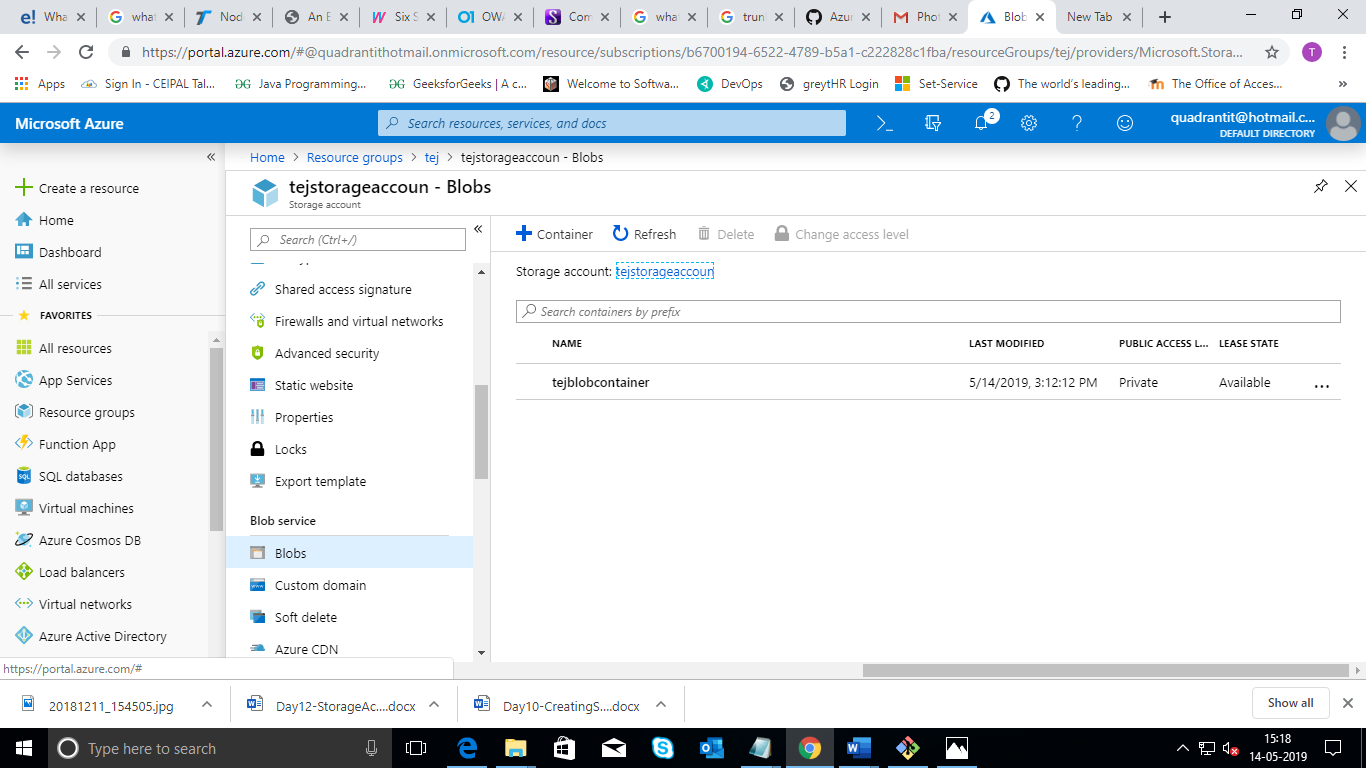 Wha
what
Nod
An E
Six S
OWA
Com
what
trun
Azur
Phot
Blob
New Tab
https://portal.azure.com/#@quadrantithotmail.onmicrosoft.com/resource/subscriptions/b6700194-6522-4789-b5a1-c222828c1fba/resourceGroups/tej/providers/Microsoft.Stora...
T
Apps
Sign In - CEIPAL Tal...
Java Programming...
GeeksforGeeks | A c...
Welcome to Softwa...
DevOps
greytHR Login
Set-Service
The world's leading...
The Office of Acces...
»
Microsoft Azure
Search resources, services, and docs
2
quadrantit@hotmail.c...
DEFAULT DIRECTORY
Create a resource
Home
Dashboard
All services
FAVORITES
All resources
App Services
Resource groups
Function App
SQL databases
Virtual machines
Azure Cosmos DB
Load balancers
Virtual networks
Azure Active Directory
https://portal.azure.com/#
Home > Resource groups > tej > tejstorageaccoun - Blobs
tejstorageaccoun - Blobs
Storage account
Search (Ctrl+/)
Shared access signature
Firewalls and virtual networks
Advanced security
Static website
Properties
Locks
Export template
Blob service
Blobs
Custom domain
Soft delete
Azure CDN
Container
Refresh
Delete
Change access level
Storage account: tejstorageaccoun
Search containers by prefix
NAME LAST MODIFIED PUBLIC ACCESS L... LEASE STATE
tejblobcontainer 5/14/2019, 3:12:12 PM Private Available ...
20181211_154505.jpg
Day12-StorageAc....docx
Day10-CreatingS....docx
Show all
Type here to search
15:18
14-05-2019